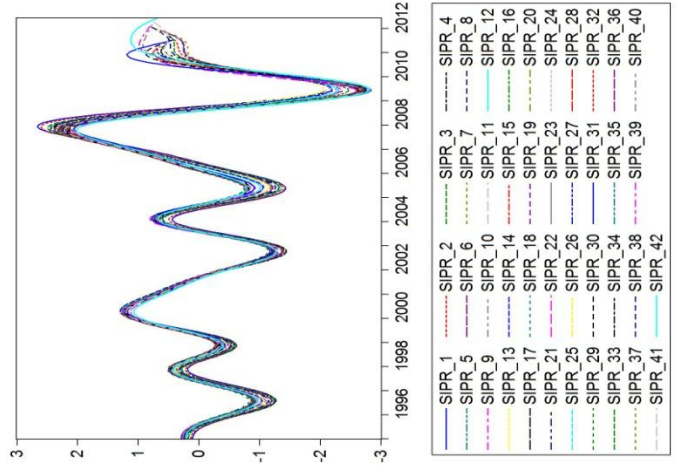 3
2
1
0
-1
-2
-3
1996 1998 2000 2002 2004 2006 2008 2010 2012
SIPR_1 SIPR_2 SIPR_3 SIPR_4
SIPR_5 SIPR_6 SIPR_7 SIPR_8
SIPR_9 SIPR_10 SIPR_11 SIPR_12
SIPR_13 SIPR_14 SIPR_15 SIPR_16
SIPR_17 SIPR_18 SIPR_19 SIPR_20
SIPR_21 SIPR_22 SIPR_23 SIPR_24
SIPR_25 SIPR_26 SIPR_27 SIPR_28
SIPR_29 SIPR_30 SIPR_31 SIPR_32
SIPR_33 SIPR_34 SIPR_35 SIPR_36
SIPR_37 SIPR_38 SIPR_39 SIPR_40
SIPR_41 SIPR_42